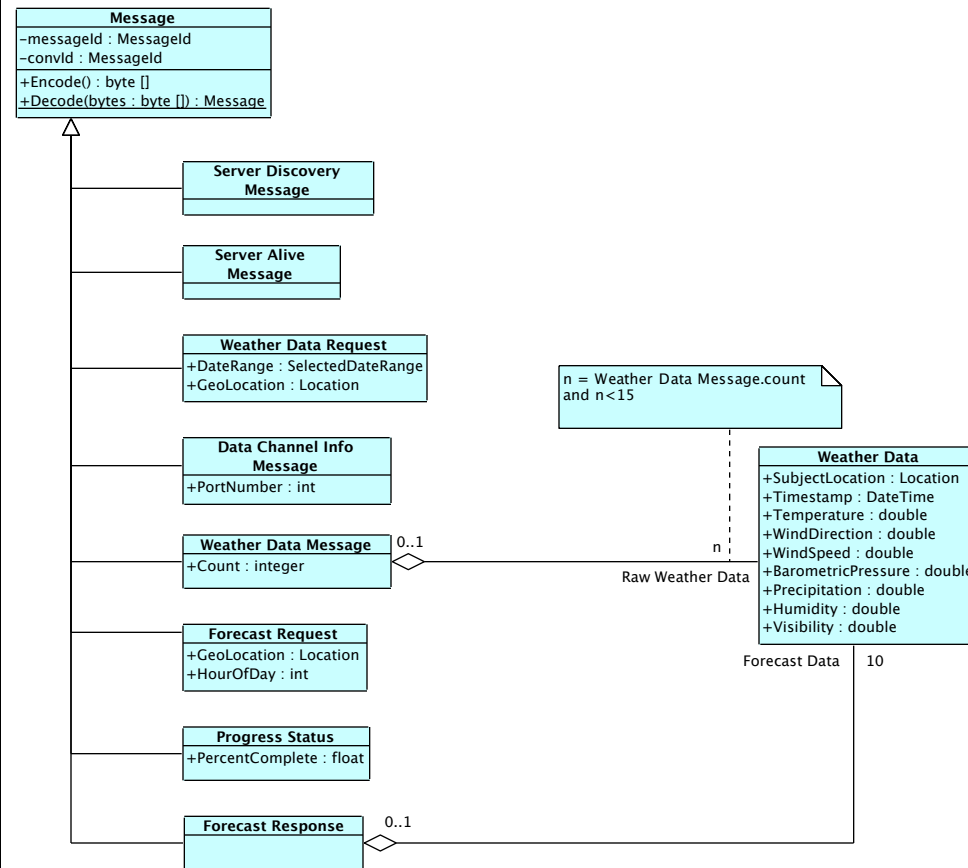 Message
-messageId : MessageId
-convId : MessageId
+Encode() : byte []
+Decode(bytes : byte []) : Message
Server Discovery
Message
Server Alive
Message
Weather Data Request
+DateRange : SelectedDateRange
+GeoLocation : Location
n = Weather Data Message.count
and n<15
Data Channel Info
Message
+PortNumber : int
Weather Data
+SubjectLocation : Location
+Timestamp : DateTime
+Temperature : double
+WindDirection : double
+WindSpeed : double
+BarometricPressure : double
+Precipitation : double
+Humidity : double
+Visibility : double
Weather Data Message
+Count : integer
0..1
n
Raw Weather Data
Forecast Request
+GeoLocation : Location
+HourOfDay : int
Forecast Data
10
Progress Status
+PercentComplete : float
Forecast Response
0..1